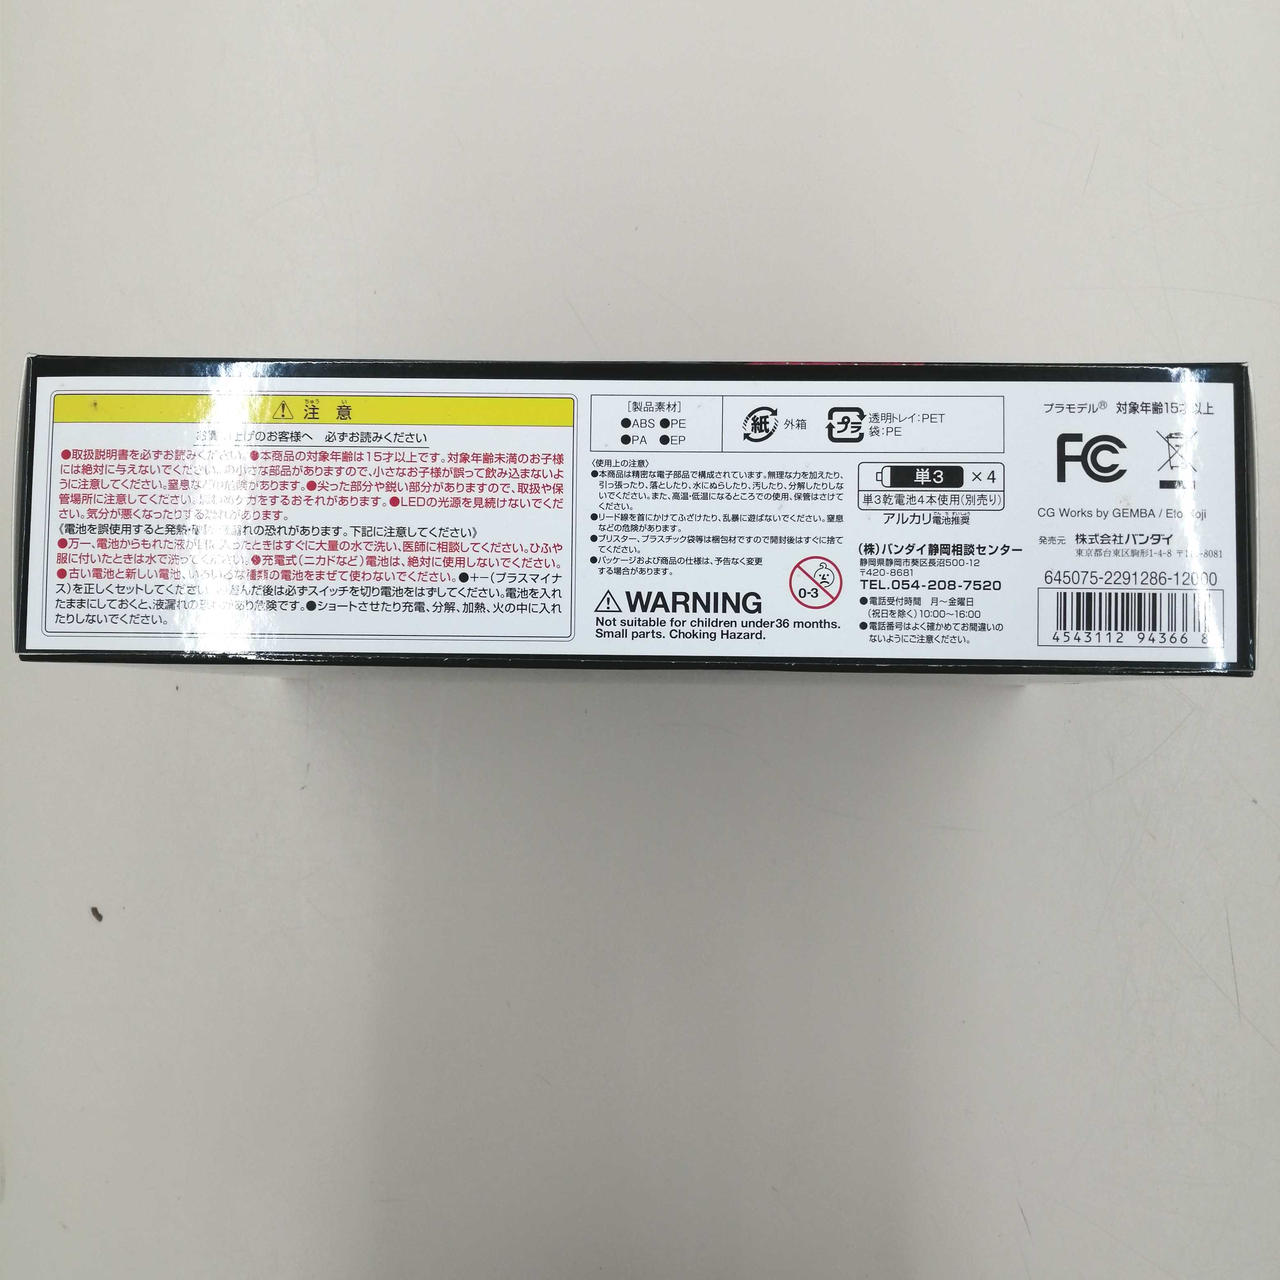 ちゅう い
注 意
お買い上げのお客様へ 必ずお読みください
●取扱説明書を必ずお読みください。●本商品の対象年齢は15才以上です。対象年齢未満のお子様
には絶対に与えないでください。小さな部品がありますので、小さなお子様が誤って飲み込まないよ
うに注意してください。窒息などの危険があります。●尖った部分や鋭い部分がありますので、取扱や保
管場所に注意してください。思わぬケガをするおそれがあります。●LEDの光源を見続けないでくだ
さい。気分が悪くなったりする恐れがあります。
《電池を誤使用すると発熱・破裂・液漏れの恐れがあります。下記に注意してください》
●万一、電池からもれた液が目に入ったときはすぐに大量の水で洗い、医師に相談してください。ひふや
服に付いたときは水で洗ってください。●充電式(ニカドなど)電池は、絶対に使用しないでください。
●古い電池と新しい電池、いろいろな種類の電池をまぜて使わないでください。●＋－(プラスマイナ
ス)を正しくセットしてください。●遊んだ後は必ずスイッチを切り電池をはずしてください。電池を入れ
たままにしておくと、液漏れの恐れがあり危険です。●ショートさせたり充電、分解、加熱、火の中に入れ
たりしないでください。
[製品素材]
●ABS ●PE
●PA ●EP
紙 外箱
プラ 透明トレイ:PET
袋:PE
〈使用上の注意〉
●本商品は精密な電子部品で構成されています。無理な力を加えたり、
引っ張ったり、落としたり、水にぬらしたり、汚したり、分解したりしな
いでください。また、高温・低温になるところでの使用、保管はさけてく
ださい。
●リード線を首にかけてふざけたり、乱暴に遊ばないでください。窒息
などの危険があります。
●ブリスター、プラスチック袋等は梱包材ですので開封後はすぐに捨て
てください。
●パッケージおよび商品の仕様は、予告なく変更
する場合があります。
0-3
WARNING
Not suitable for children under36 months.
Small parts. Choking Hazard.
単3 ×4
単3乾電池4本使用(別売り)
アルカリ電池推奨
(株)バンダイ静岡相談センター
静岡県静岡市葵区長沼500-12
〒420-8681
TEL.054-208-7520
●電話受付時間 月～金曜日
(祝日を除く)10:00～16:00
●電話番号はよく確かめてお間違いの
ないようにご注意ください。
プラモデル® 対象年齢15才以上
FC
CG Works by GEMBA / Eto Koji
発売元 株式会社バンダイ
東京都台東区駒形1-4-8 〒111-8081
645075-2291286-12000
4543112 94366 8